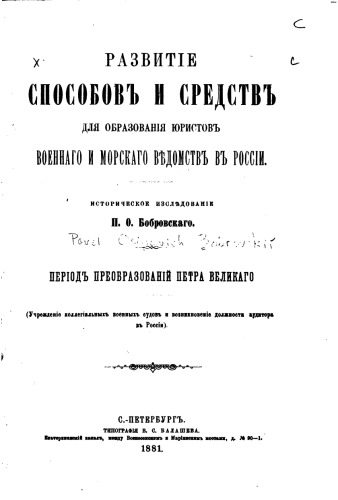 РАЗВИТІЕ
СПОСОБОВЪ И СРЕДСТВЪ
ДЛЯ ОБРАЗОВАНІЯ ЮРИСТОВЪ
ВОЕННАГО И МОРСКАГО ВѢДОМСТВЪ ВЪ РОССІИ.
ИСТОРИЧЕСКОЕ ИЗСЛѢДОВАНІЕ
П. О. Бобровскаго.
Pavel Osipovich Bobrovskii
ПЕРІОДЪ ПРЕОБРАЗОВАНІЙ ПЕТРА ВЕЛИКАГО
(Учрежденіе коллегіальныхъ военныхъ судовъ и возникновеніе должности аудитора
въ Россіи).
С.-ПЕТЕРБУРГЪ.
ТИПОГРАФІЯ В. С. БАЛАШЕВА.
Екатерининскій каналъ, между Вознесенскимъ и Маріинскимъ мостами, д. № 90—1.
1881.